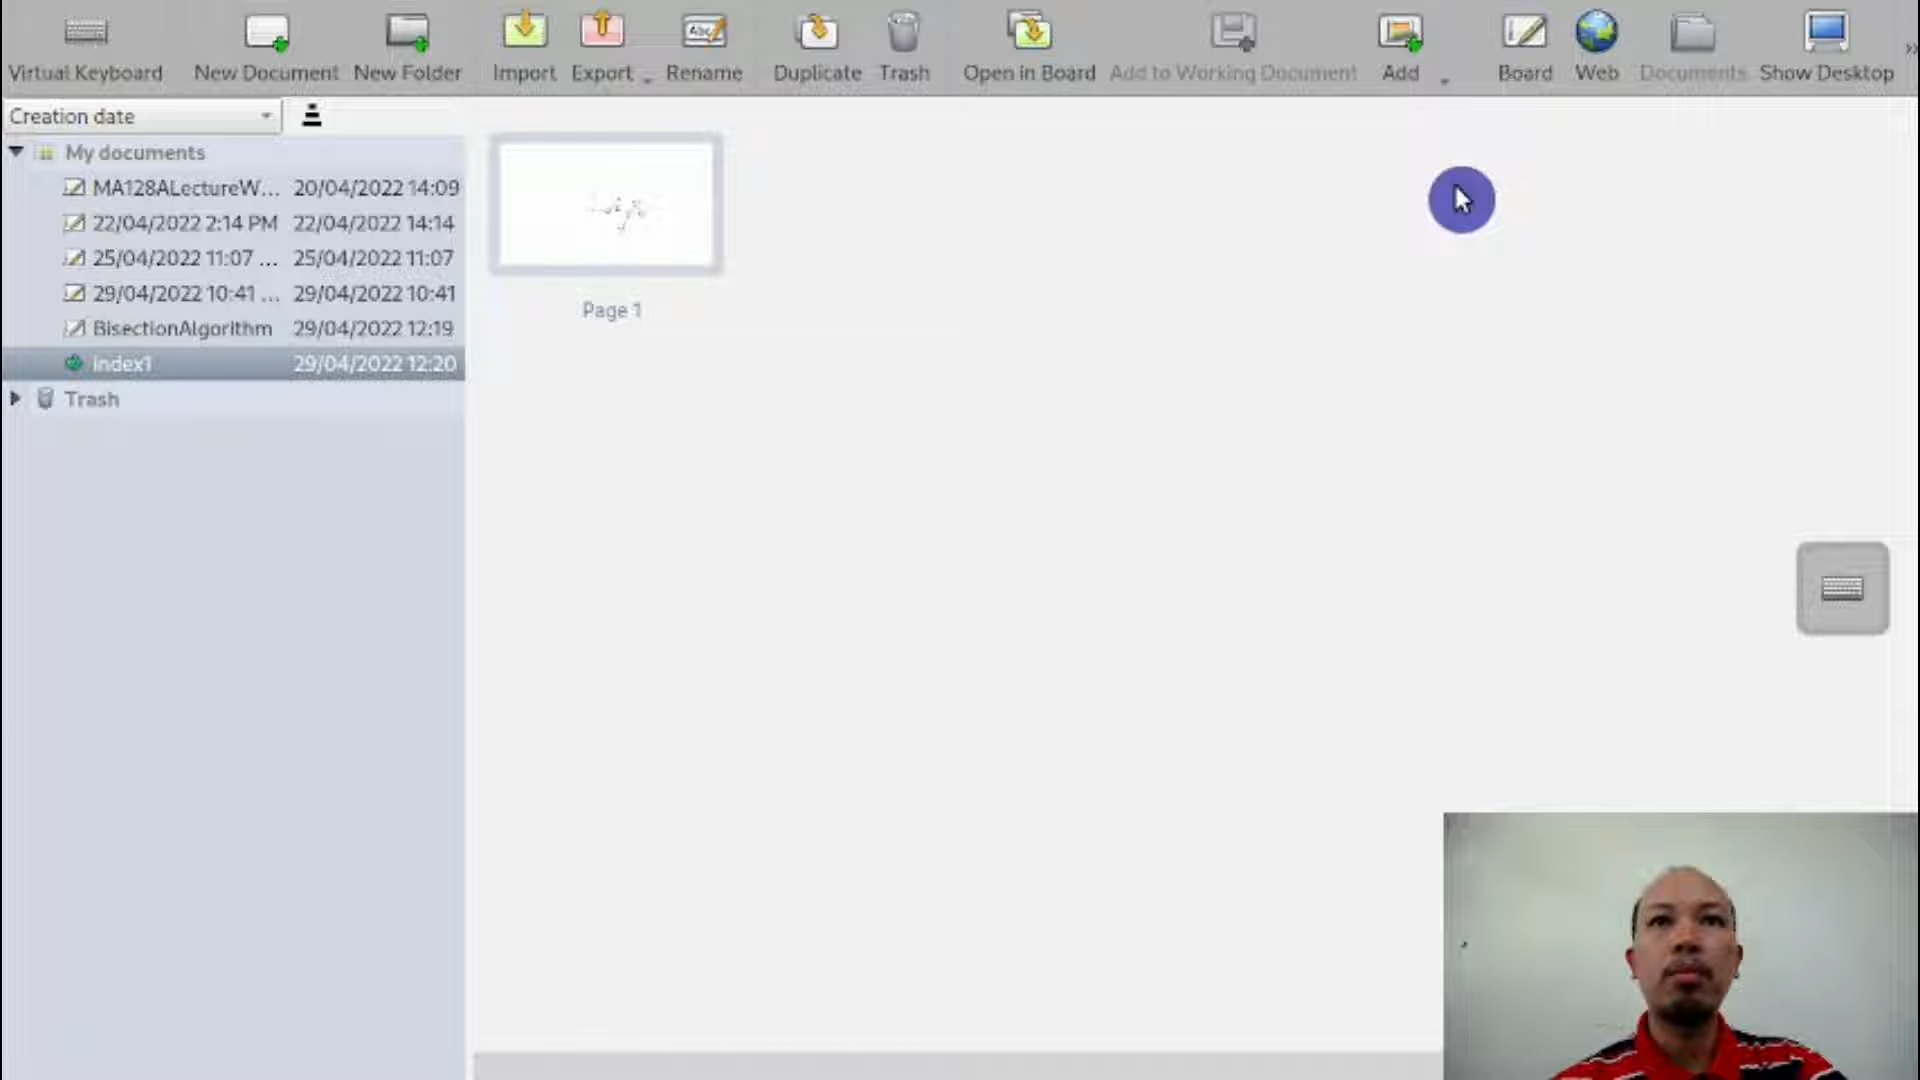 Virtual Keyboard New Document New Folder Import Export Rename Duplicate Trash Open in Board Add to Working Document Add Board Web Documents Show Desktop
Creation date
My documents
MA128ALectureW... 20/04/2022 14:09
22/04/2022 2:14 PM 22/04/2022 14:14
25/04/2022 11:07 ... 25/04/2022 11:07
29/04/2022 10:41 ... 29/04/2022 10:41
BisectionAlgorithm 29/04/2022 12:19
index1 29/04/2022 12:20
Trash
Page 1